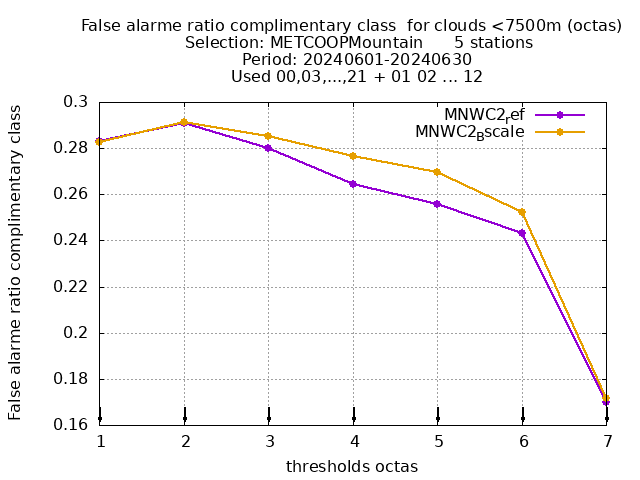 False alarme ratio complimentary class  for clouds <7500m (octas)
Selection: METCOOPMountain      5 stations
Period: 20240601-20240630
Used 00,03,...,21 + 01 02 ... 12
False alarme ratio complimentary class
0.3
0.28
0.26
0.24
0.22
0.2
0.18
0.16
MNWC2ref
MNWC2Bscale
1
2
3
4
5
6
7
thresholds octas